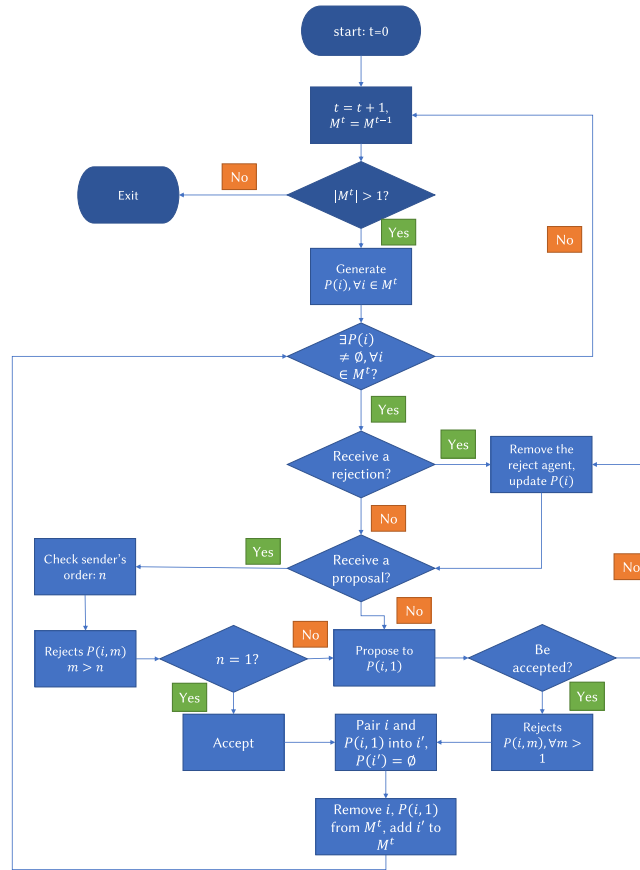 start: t=0
t = t + 1,
M^t = M^{t−1}
No
Exit
|M^t| > 1?
Yes
No
Generate
P(i), ∀i ∈ M^t
∃P(i)
≠ ∅, ∀i
∈ M^t?
Yes
Receive a
rejection?
Yes
Remove the
reject agent,
update P(i)
No
Check sender's
order: n
Yes
Receive a
proposal?
No
No
Rejects P(i, m)
m > n
n = 1?
No
Propose to
P(i, 1)
Be
accepted?
Yes
Yes
Accept
Pair i and
P(i, 1) into i′,
P(i′) = ∅
Rejects
P(i, m), ∀m >
1
Remove i, P(i, 1)
from M^t, add i′ to
M^t